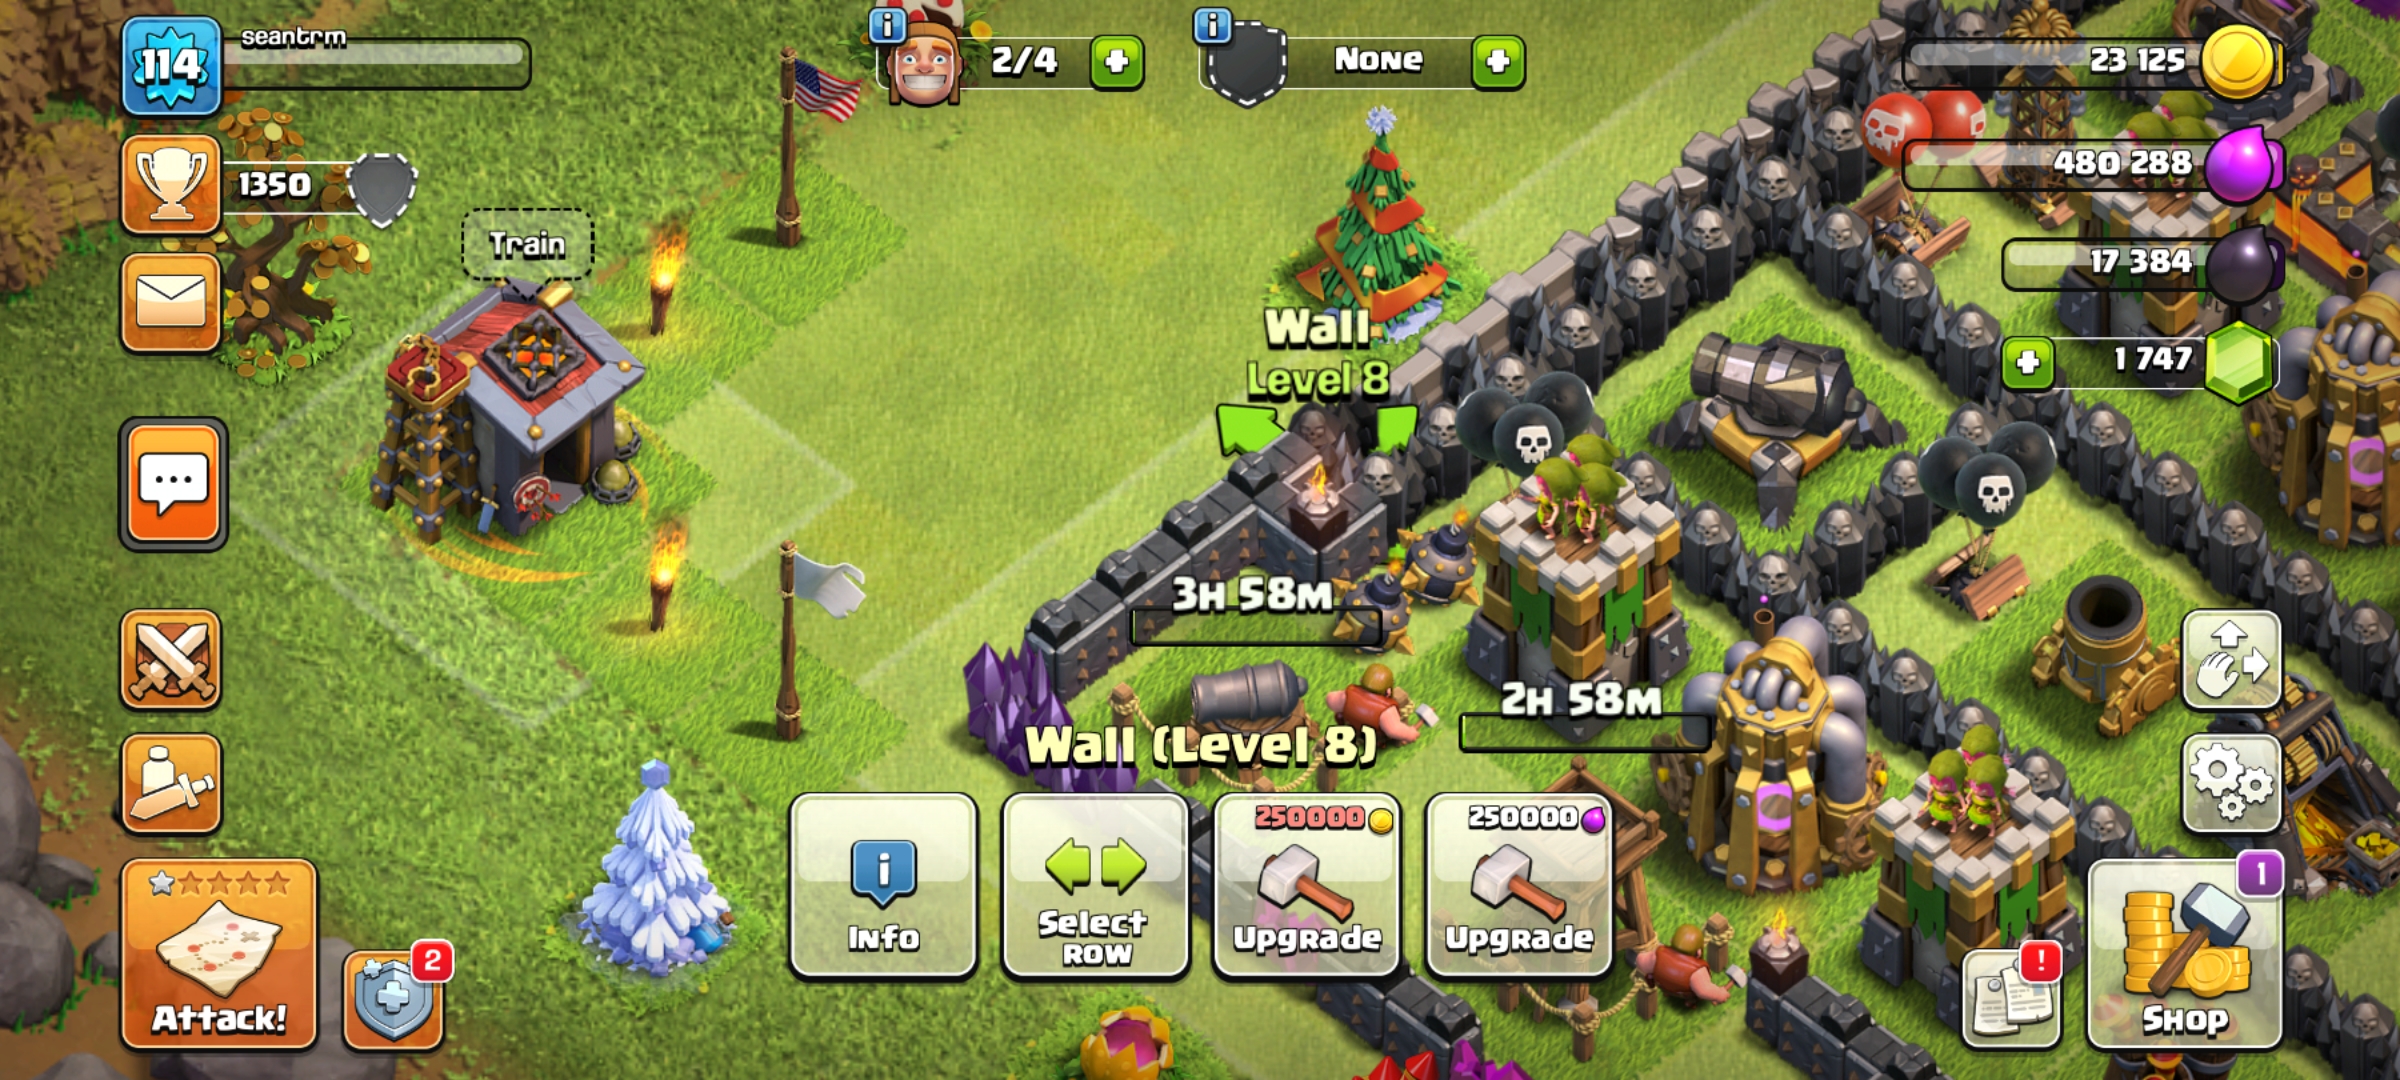 114
seantrm
2/4
None
23 125
1350
480 288
Train
17 384
1 747
Wall
Level 8
3H 58M
2H 58M
Wall (Level 8)
Info
Select
Row
250000
Upgrade
250000
Upgrade
Attack!
2
!
1
Shop